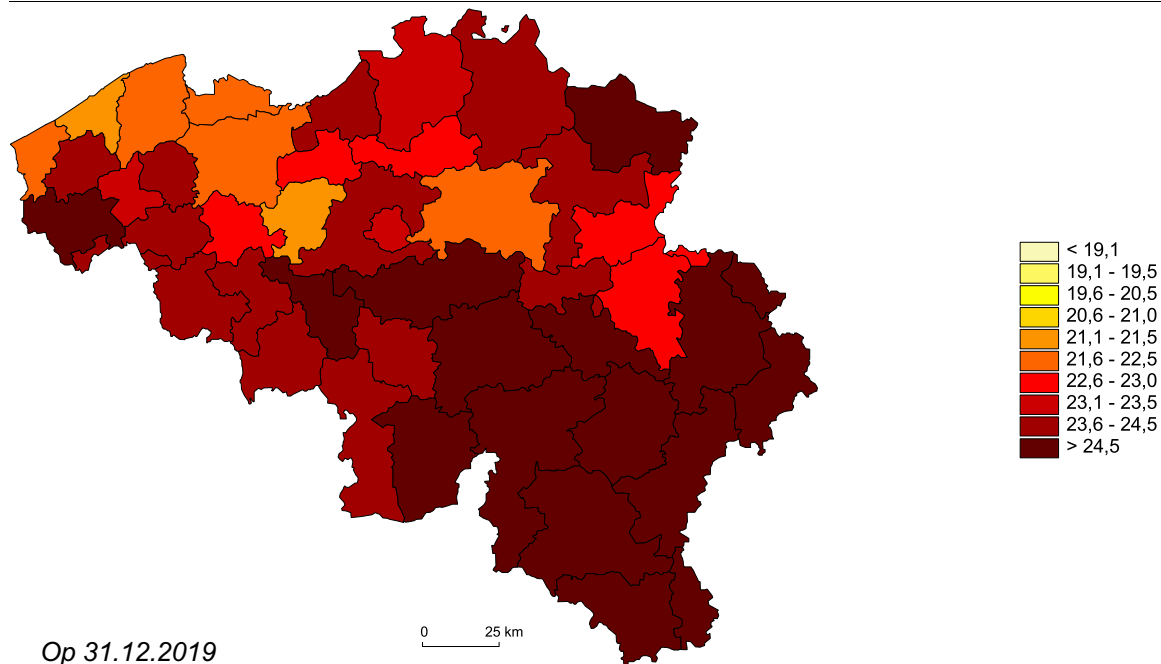 < 19,1
19,1 - 19,5
19,6 - 20,5
20,6 - 21,0
21,1 - 21,5
21,6 - 22,5
22,6 - 23,0
23,1 - 23,5
23,6 - 24,5
> 24,5
0 25 km
Op 31.12.2019